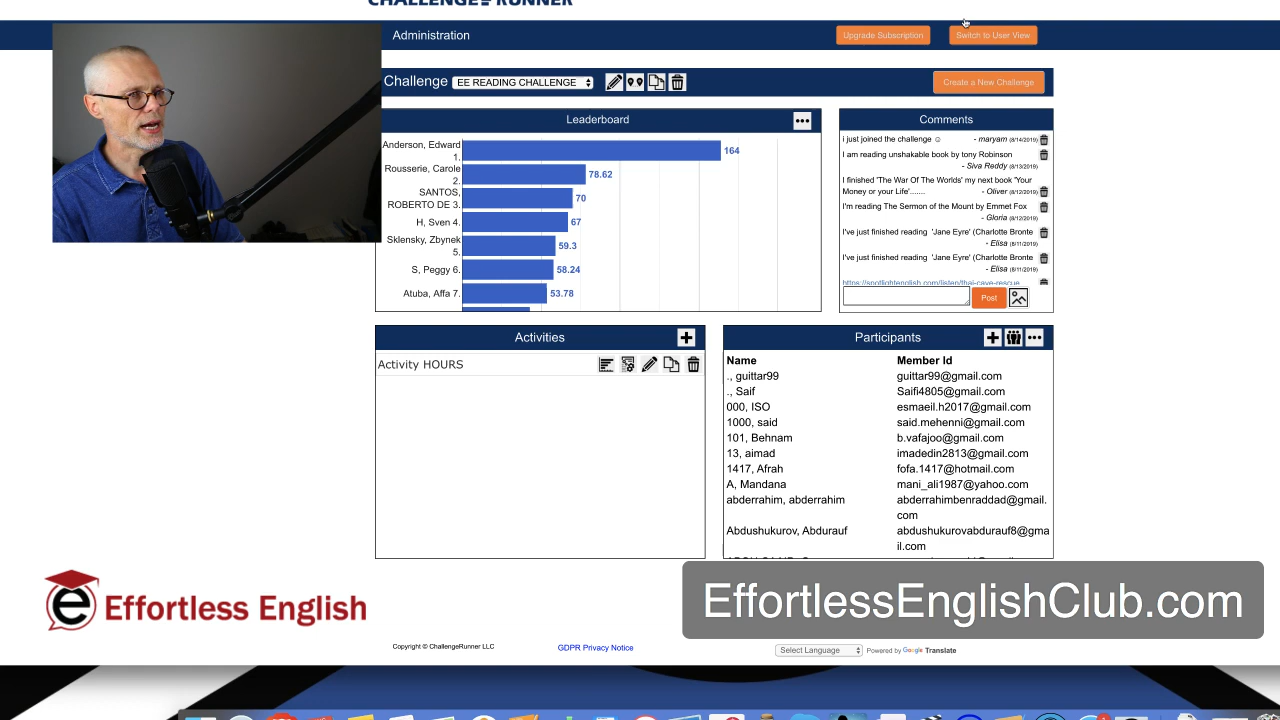 CHALLENGE RUNNER
Administration
Upgrade Subscription
Switch to User View
Challenge
EE READING CHALLENGE
Create a New Challenge
Leaderboard
Anderson, Edward
1.
164
Rousserie, Carole
2.
78.62
SANTOS,
ROBERTO DE 3.
70
H, Sven 4.
67
Sklensky, Zbynek
5.
59.3
S, Peggy 6.
58.24
Atuba, Affa 7.
53.78
Comments
i just joined the challenge ☺ - maryam (8/14/2019)
I am reading unshakable book by tony Robinson
- Siva Reddy (8/13/2019)
I finished 'The War Of The Worlds' my next book 'Your
Money or your Life'....... - Oliver (8/12/2019)
I'm reading The Sermon of the Mount by Emmet Fox
- Gloria (8/12/2019)
I've just finished reading 'Jane Eyre' (Charlotte Bronte
- Elisa (8/11/2019)
I've just finished reading 'Jane Eyre' (Charlotte Bronte
- Elisa (8/11/2019)
https://spotlightenglish.com/listen/thai-cave-rescue
Post
Activities
Activity HOURS
Participants
Name Member Id
., guittar99 guittar99@gmail.com
., Saif Saifi4805@gmail.com
000, ISO esmaeil.h2017@gmail.com
1000, said said.mehenni@gmail.com
101, Behnam b.vafajoo@gmail.com
13, aimad imadedin2813@gmail.com
1417, Afrah fofa.1417@hotmail.com
A, Mandana mani_ali1987@yahoo.com
abderrahim, abderrahim abderrahimbenraddad@gmail.
com
Abdushukurov, Abdurauf abdushukurovabdurauf8@gma
il.com
e Effortless English
EffortlessEnglishClub.com
Copyright © ChallengeRunner LLC
GDPR Privacy Notice
Select Language
Powered by Google Translate